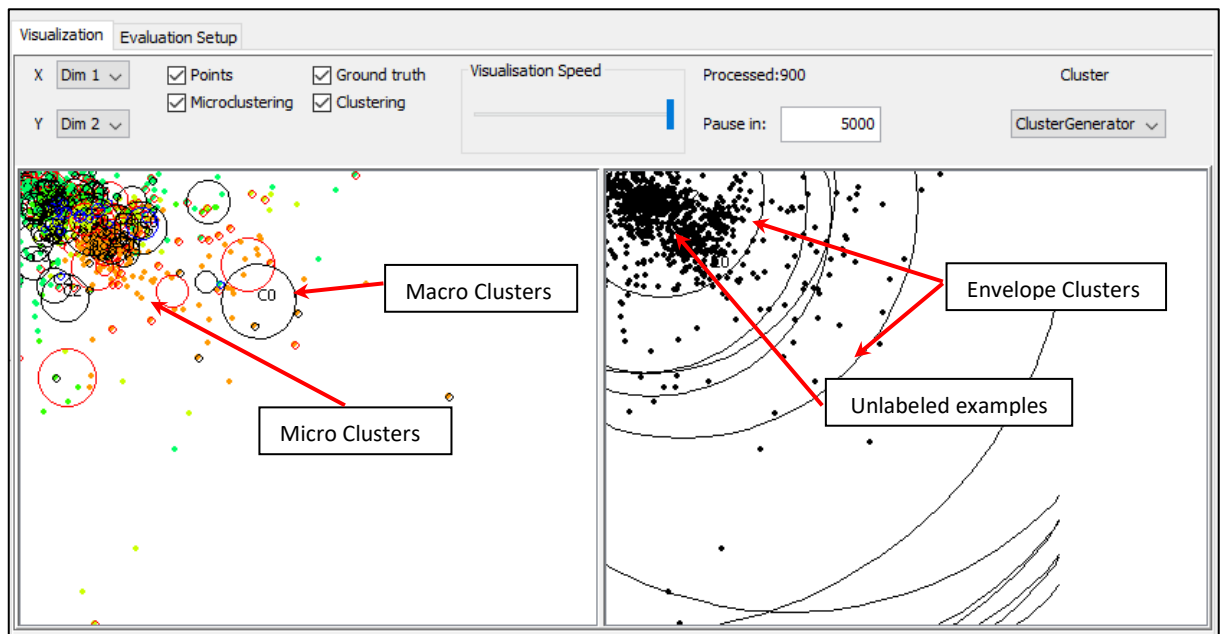 Visualization Evaluation Setup
X Dim 1 Points Ground truth Visualisation Speed Processed:900 Cluster
Microclustering Clustering
Y Dim 2 Pause in: 5000 ClusterGenerator
C0
Macro Clusters
Micro Clusters
Envelope Clusters
Unlabeled examples